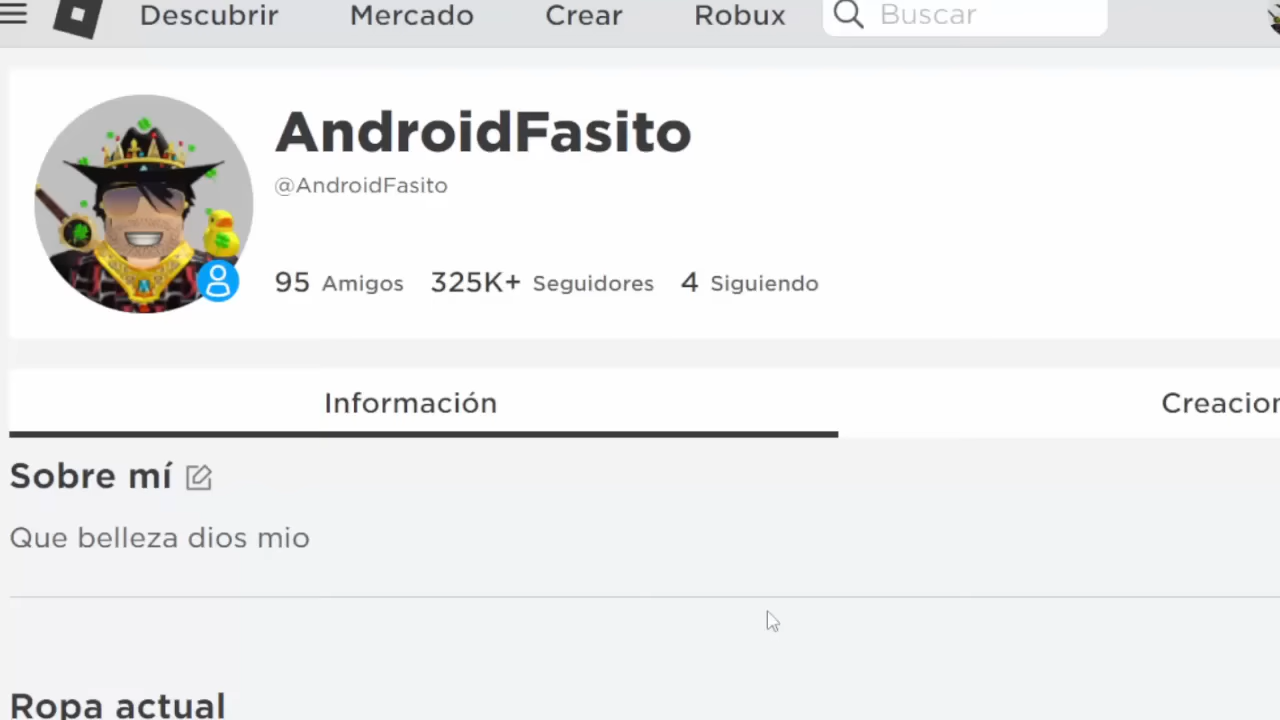 Descubrir Mercado Crear Robux Buscar
AndroidFasito
@AndroidFasito
95 Amigos 325K+ Seguidores 4 Siguiendo
Información Creacion
Sobre mí
Que belleza dios mio
Ropa actual